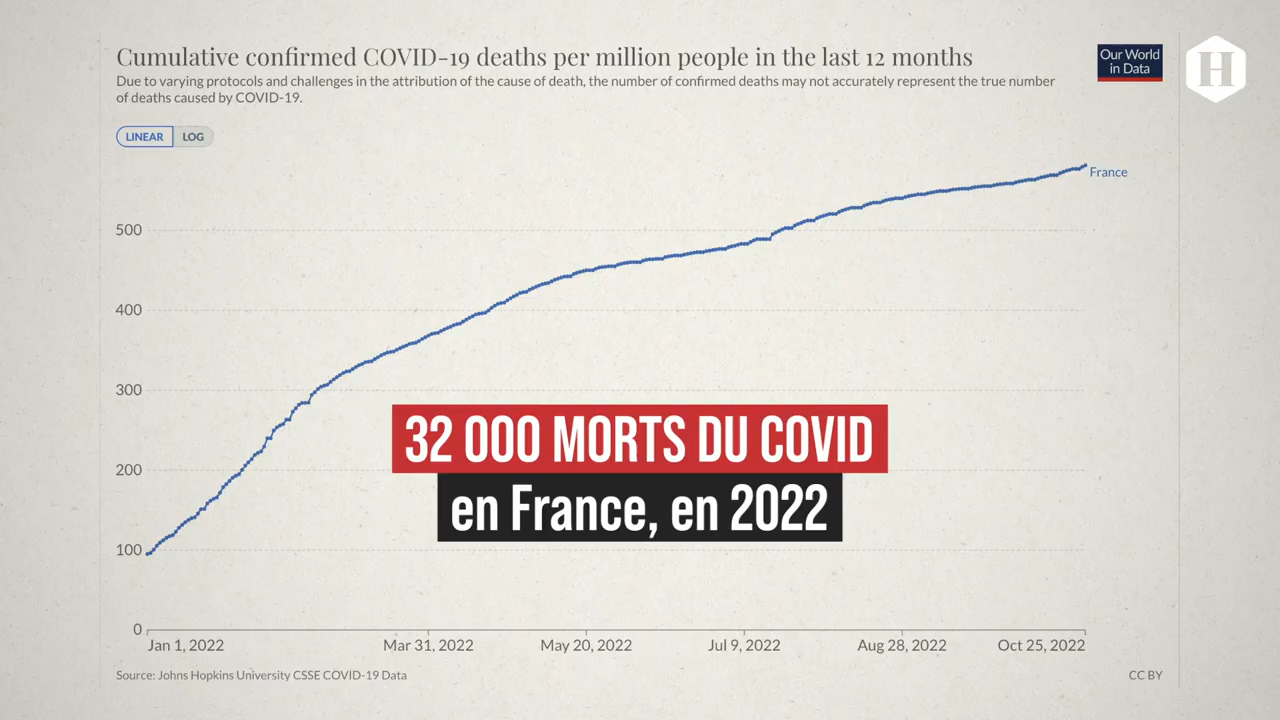 Cumulative confirmed COVID-19 deaths per million people in the last 12 months
Due to varying protocols and challenges in the attribution of the cause of death, the number of confirmed deaths may not accurately represent the true number
of deaths caused by COVID-19.
Our World
in Data
H
LINEAR LOG
France
500
400
300
200
100
0
32 000 MORTS DU COVID
en France, en 2022
Jan 1, 2022 Mar 31, 2022 May 20, 2022 Jul 9, 2022 Aug 28, 2022 Oct 25, 2022
Source: Johns Hopkins University CSSE COVID-19 Data
CC BY